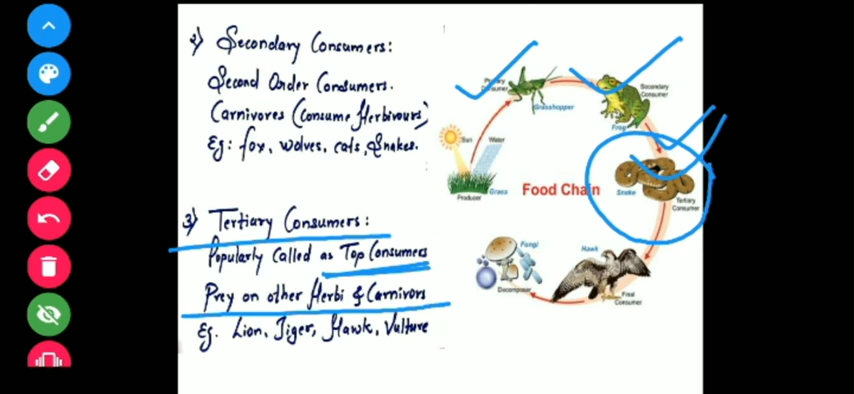 2) Secondary Consumers:
Second Order Consumers.
Carnivores (Consume Herbivours)
Eg: fox, wolves, cats, Snakes.
3) Tertiary Consumers:
Popularly Called as Top Consumers
Prey on other Herbi & Carnivors
Eg. Lion, Tiger, Hawk, Vulture
Primary
Consumer
Grasshopper
Secondary
Consumer
Frog
Sun
Water
Grass
Producer
Food Chain
Snake
Tertiary
Consumer
Fungi
Decomposer
Hawk
Final
Consumer